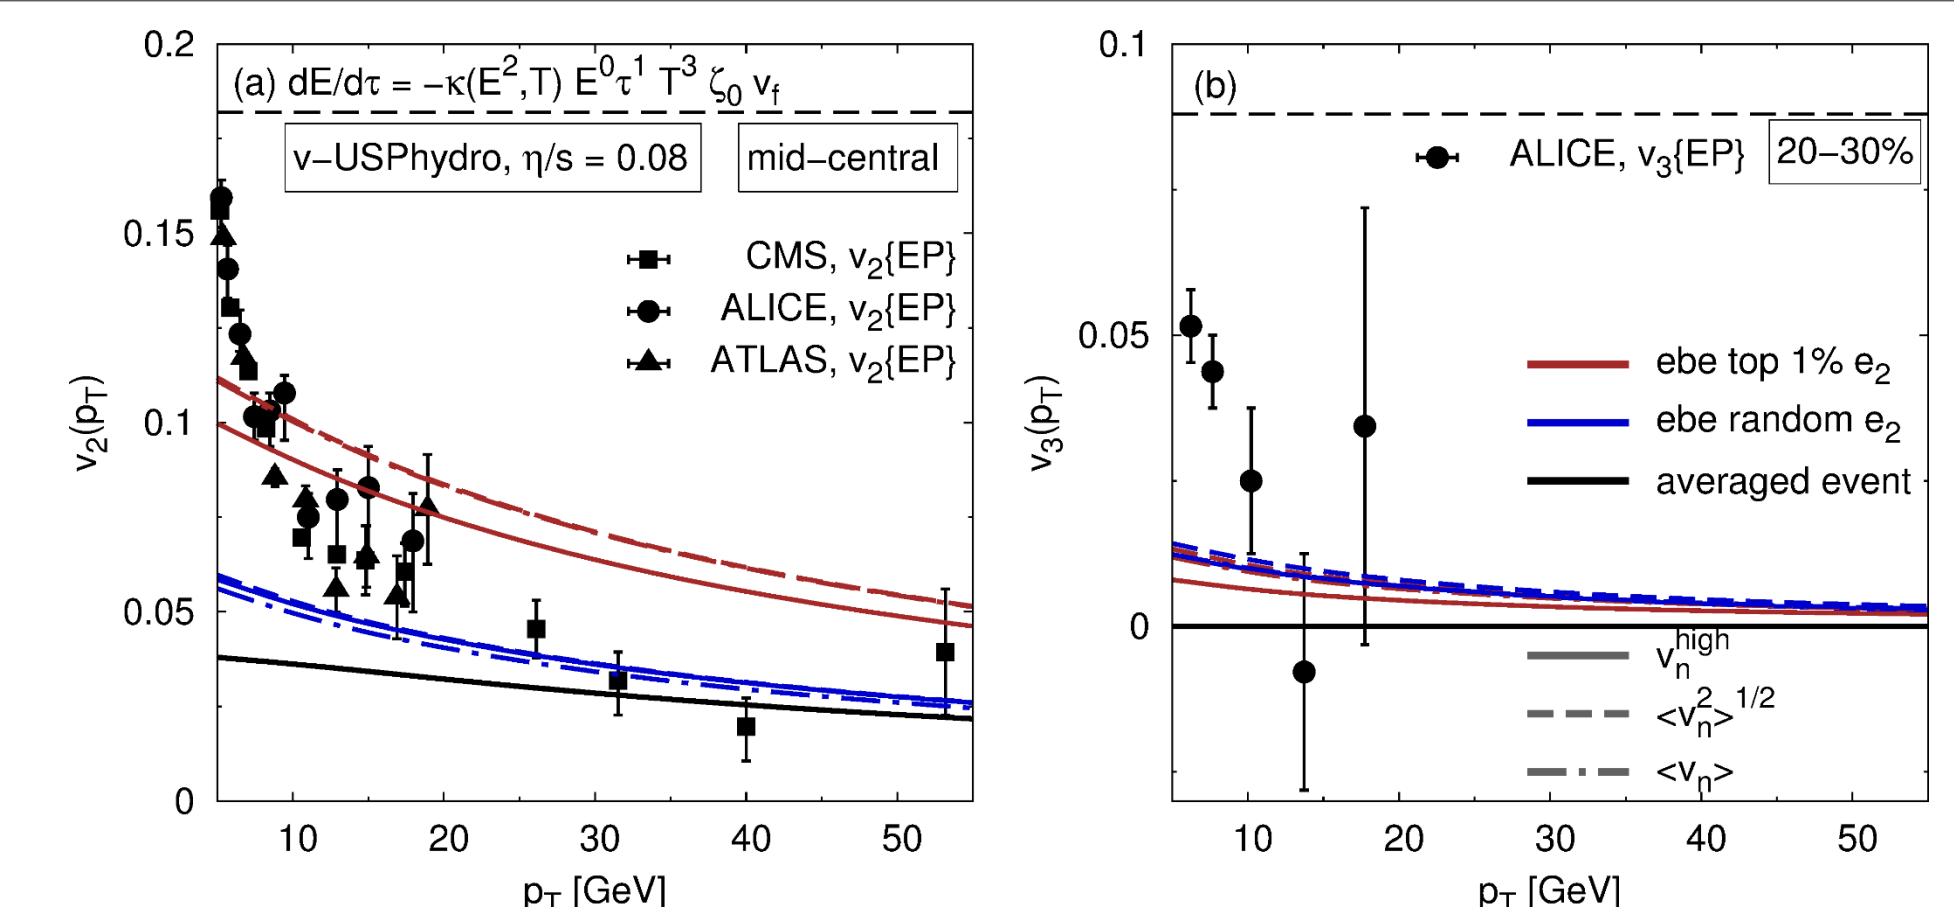 (a) dE/dτ = −κ(E²,T) E⁰τ¹ T³ ζ₀ v_f
v−USPhydro, η/s = 0.08
mid−central
CMS, v₂{EP}
ALICE, v₂{EP}
ATLAS, v₂{EP}
0.2
0.15
0.1
0.05
0
v₂(p_T)
10 20 30 40 50
p_T [GeV]
(b)
ALICE, v₃{EP}
20−30%
ebe top 1% e₂
ebe random e₂
averaged event
v_n^high
<v_n²>^1/2
<v_n>
0.1
0.05
0
v₃(p_T)
10 20 30 40 50
p_T [GeV]